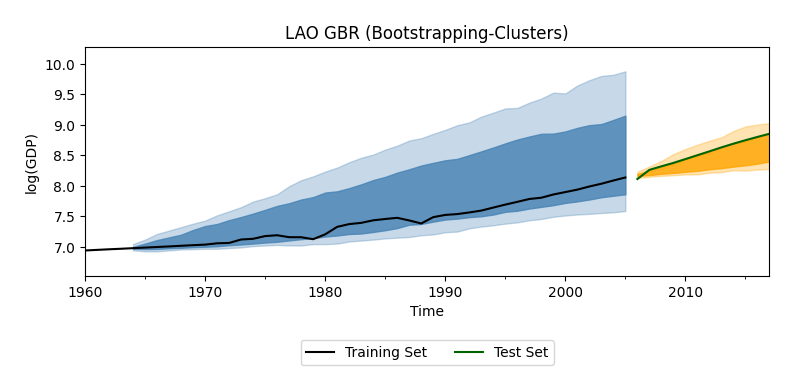 LAO GBR (Bootstrapping-Clusters)
10.0
9.5
9.0
8.5
8.0
7.5
7.0
log(GDP)
1960 1970 1980 1990 2000 2010
Time
Training Set Test Set